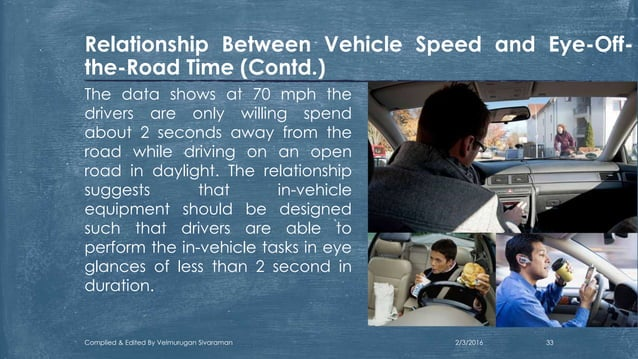 Relationship Between Vehicle Speed and Eye-Off-
the-Road Time (Contd.)
The data shows at 70 mph the
drivers are only willing spend
about 2 seconds away from the
road while driving on an open
road in daylight. The relationship
suggests that in-vehicle
equipment should be designed
such that drivers are able to
perform the in-vehicle tasks in eye
glances of less than 2 second in
duration.
Complied & Edited By Velmurugan Sivaraman 2/3/2016 33